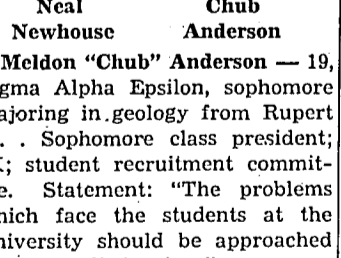 Neal Chub
Newhouse Anderson
Meldon "Chub" Anderson — 19,
gma Alpha Epsilon, sophomore
ajoring in geology from Rupert
. . Sophomore class president;
; student recruitment commit-
e. Statement: "The problems
hich face the students at the
niversity should be approached